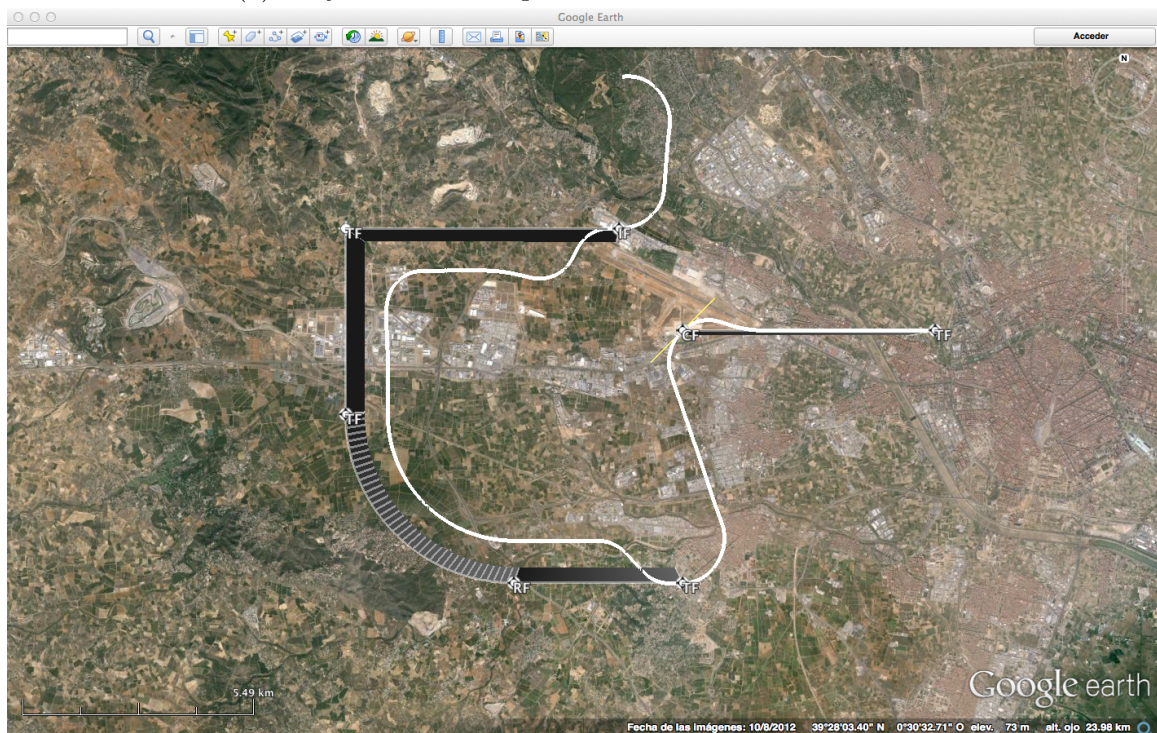 Google Earth
Acceder
N
TF
IF
CF
TF
TF
RF
TF
5.49 km
Google earth
Fecha de las imágenes: 10/8/2012 39°28'03.40" N 0°30'32.71" O elev. 73 m alt. ojo 23.98 km